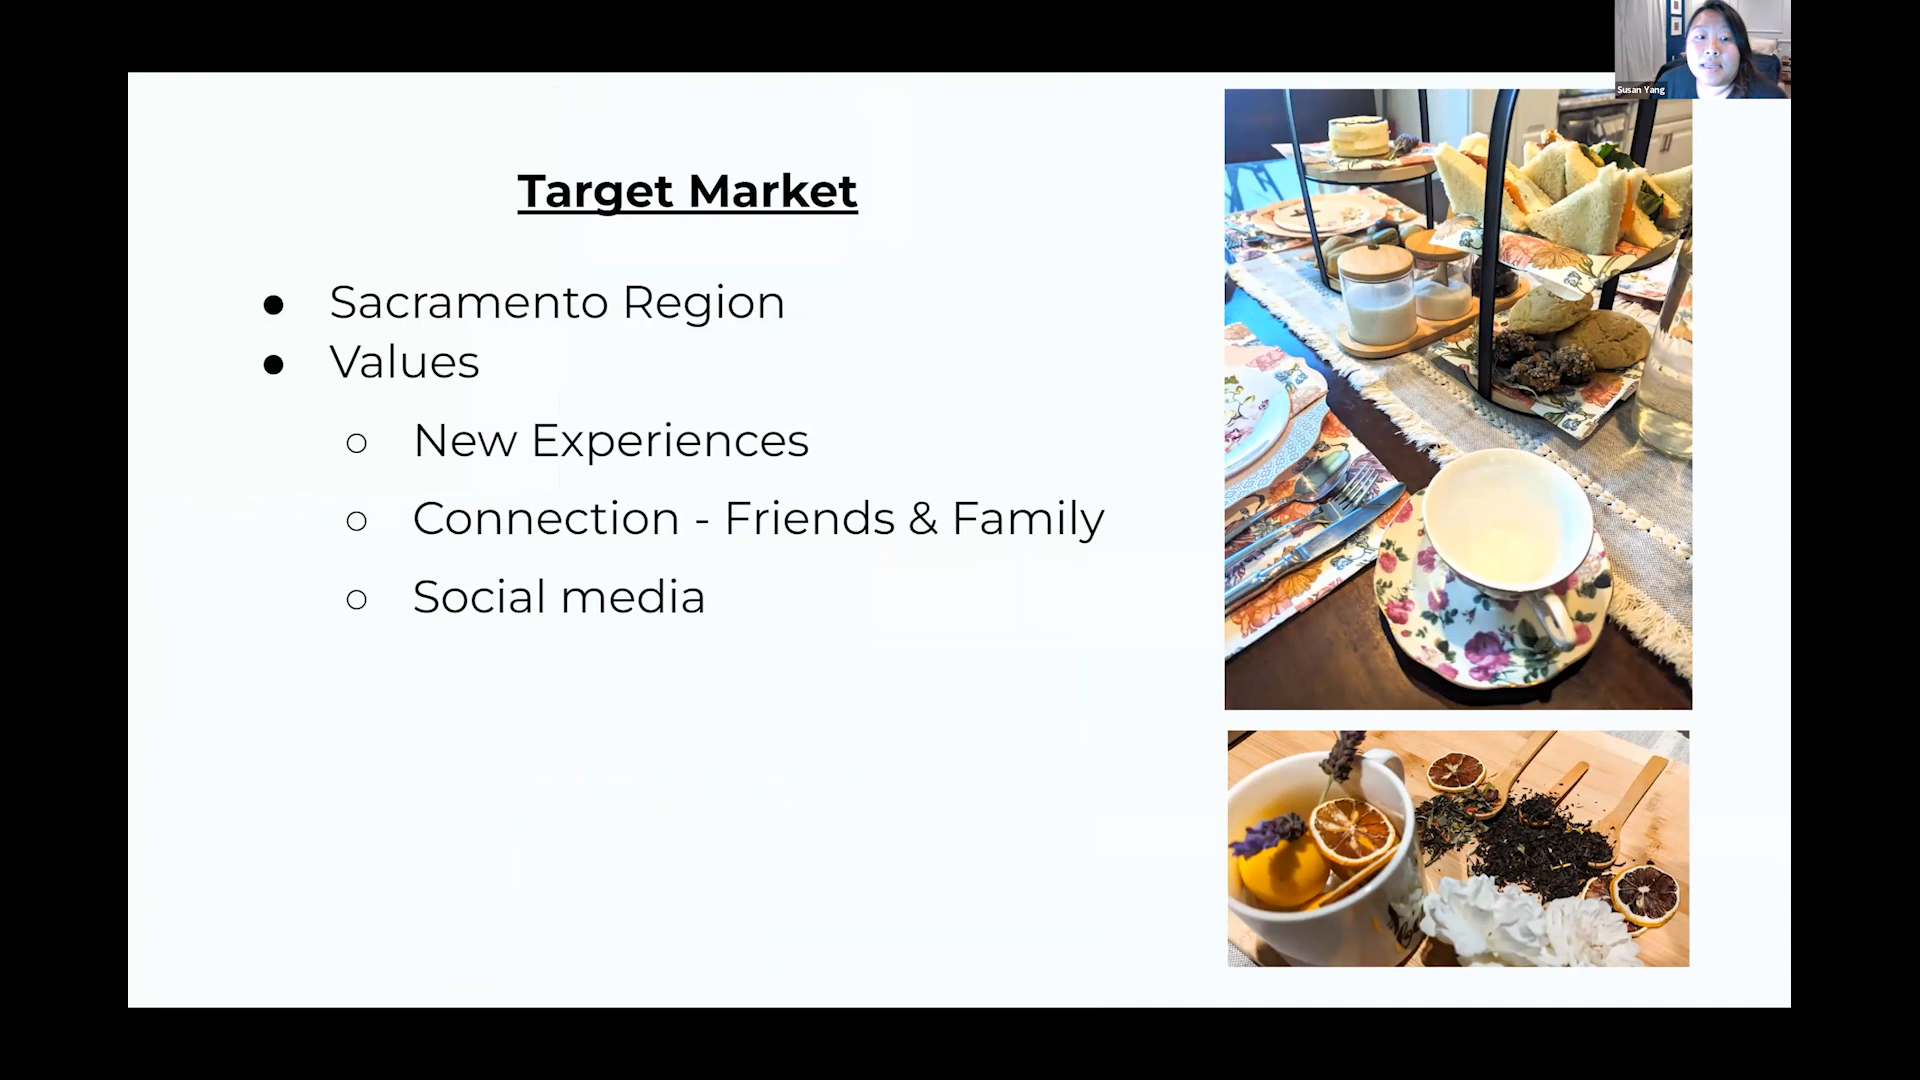 Susan Yang
Target Market
● Sacramento Region
● Values
○ New Experiences
○ Connection - Friends & Family
○ Social media